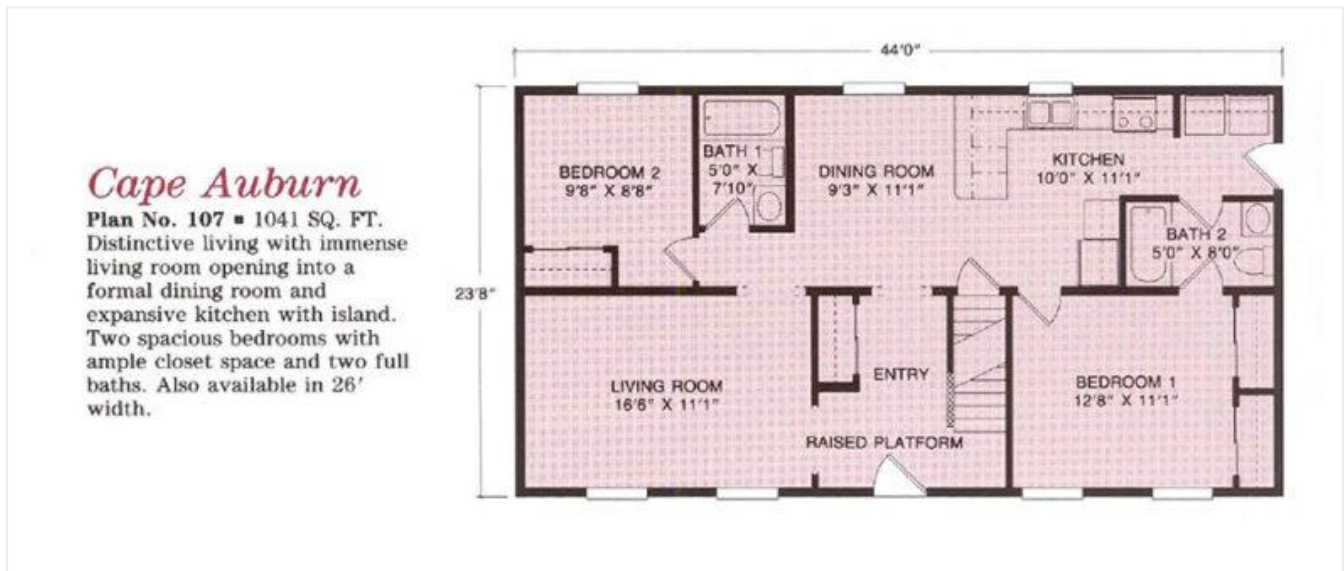 Cape Auburn
Plan No. 107 ▪ 1041 SQ. FT.
Distinctive living with immense
living room opening into a
formal dining room and
expansive kitchen with island.
Two spacious bedrooms with
ample closet space and two full
baths. Also available in 26'
width.
44'0"
23'8"
BEDROOM 2
9'8" X 8'8"
BATH 1
5'0" X
7'10"
DINING ROOM
9'3" X 11'1"
KITCHEN
10'0" X 11'1"
BATH 2
5'0" X 8'0"
LIVING ROOM
16'6" X 11'1"
ENTRY
RAISED PLATFORM
BEDROOM 1
12'8" X 11'1"